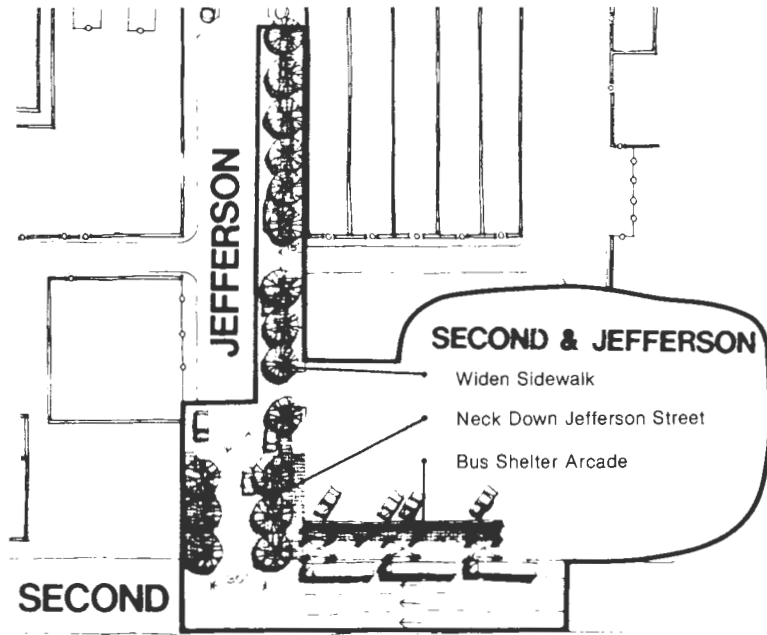 JEFFERSON
SECOND & JEFFERSON
Widen Sidewalk
Neck Down Jefferson Street
Bus Shelter Arcade
SECOND